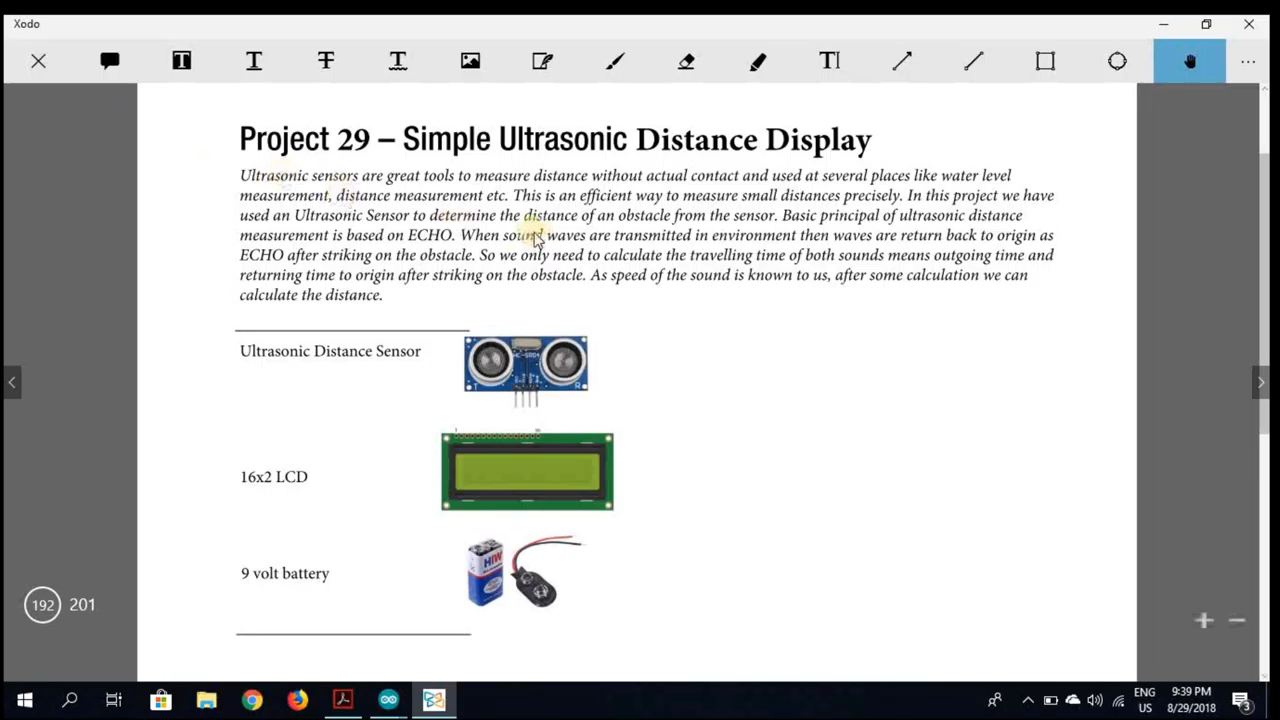 Xodo
Project 29 – Simple Ultrasonic Distance Display
Ultrasonic sensors are great tools to measure distance without actual contact and used at several places like water level
measurement, distance measurement etc. This is an efficient way to measure small distances precisely. In this project we have
used an Ultrasonic Sensor to determine the distance of an obstacle from the sensor. Basic principal of ultrasonic distance
measurement is based on ECHO. When sound waves are transmitted in environment then waves are return back to origin as
ECHO after striking on the obstacle. So we only need to calculate the travelling time of both sounds means outgoing time and
returning time to origin after striking on the obstacle. As speed of the sound is known to us, after some calculation we can
calculate the distance.
Ultrasonic Distance Sensor
T
R
16x2 LCD
9 volt battery
HIW
192 201
ENG
US
9:39 PM
8/29/2018
3